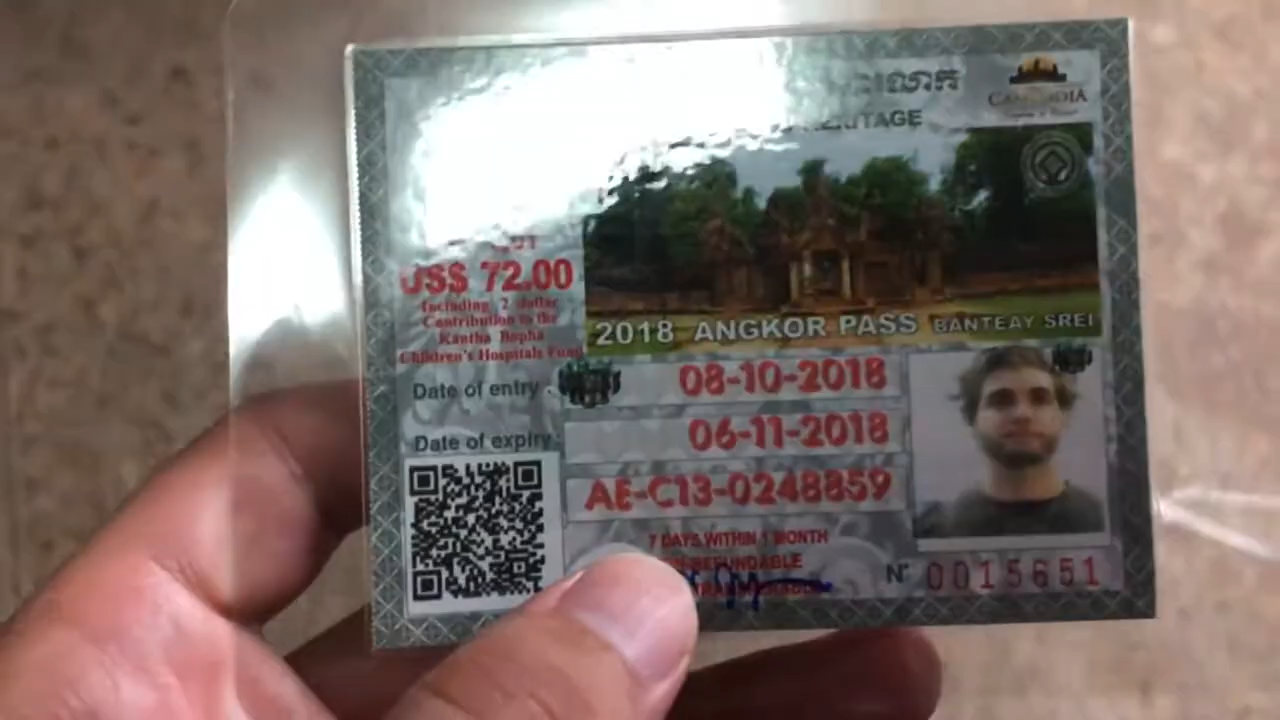 CAMBODIA
HERITAGE
US$ 72.00
Including 2 dollar
Contribution to the
Kantha Bopha
Children's Hospitals Fund
2018 ANGKOR PASS BANTEAY SREI
Date of entry : 08-10-2018
Date of expiry: 06-11-2018
AE-C13-0248859
7 DAYS WITHIN 1 MONTH
N° 0015651